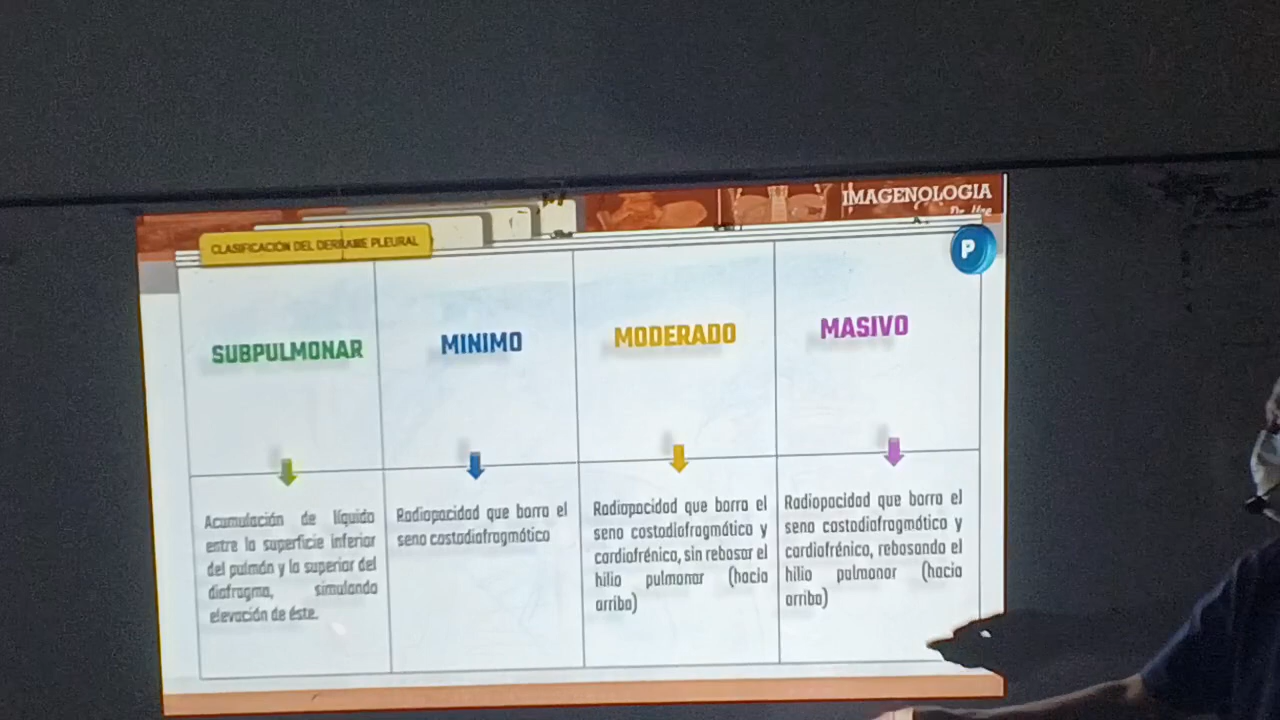 IMAGENOLOGIA
CLASIFICACIÓN DEL DERRAME PLEURAL
P
SUBPULMONAR
Acumulación de líquido
entre la superficie inferior
del pulmón y la superior del
diafragma, simulando
elevación de éste.
MINIMO
Radiopacidad que borra el
seno costodiafragmático
MODERADO
Radiopacidad que borra el
seno costodiafragmático y
cardiofrénico, sin rebosar el
hilio pulmonar (hacia
arriba)
MASIVO
Radiopacidad que borra el
seno costodiafragmático y
cardiofrénico, rebosando el
hilio pulmonar (hacia
arriba)